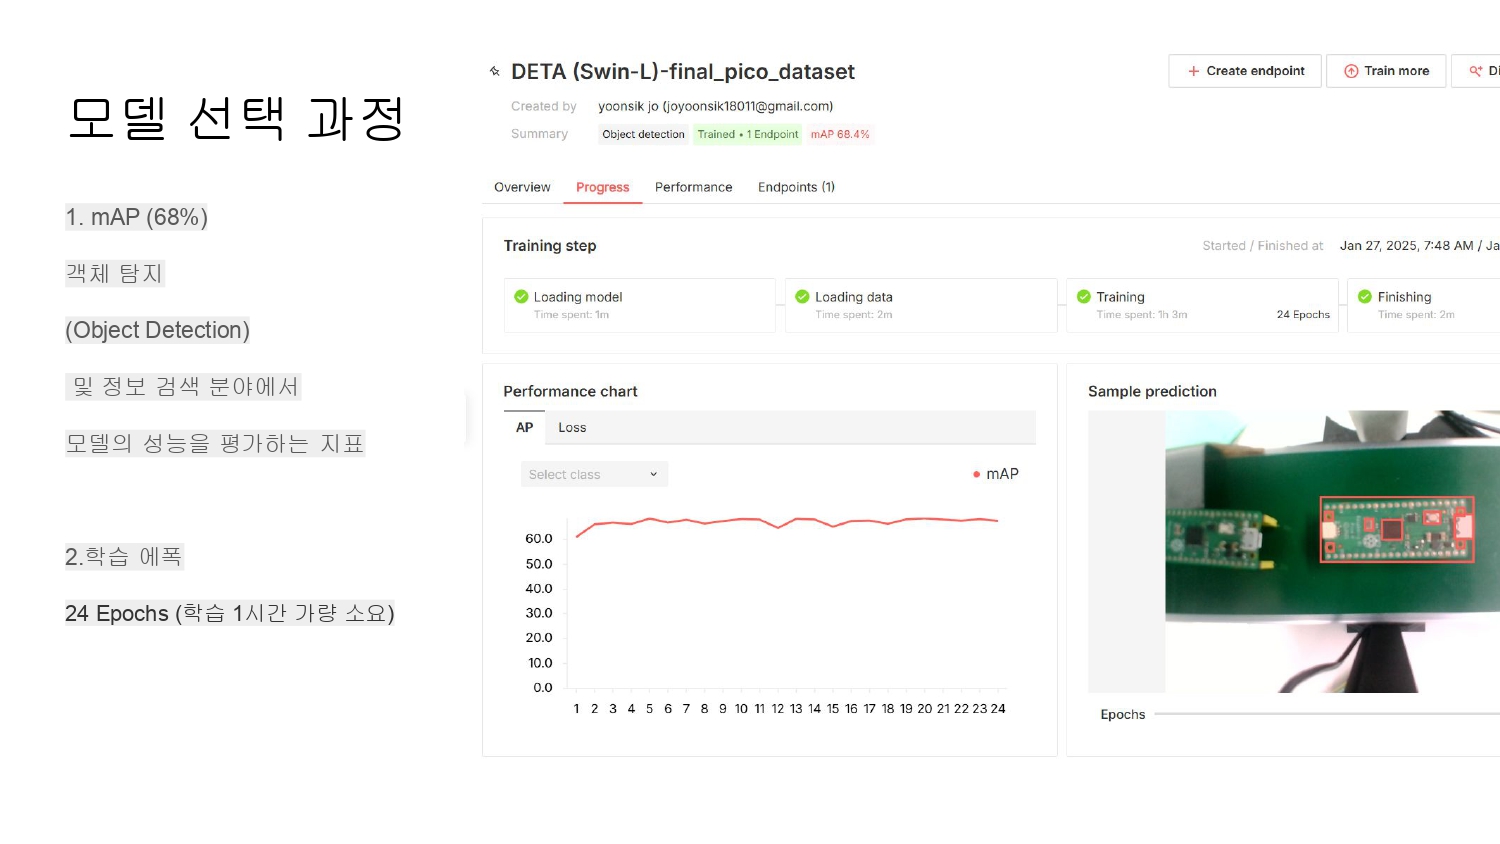 모델 선택 과정
1. mAP (68%)
객체 탐지
(Object Detection)
및 정보 검색 분야에서
모델의 성능을 평가하는 지표
2.학습 에폭
24 Epochs (학습 1시간 가량 소요)
DETA (Swin-L)-final_pico_dataset
Create endpoint
Train more
Di
Created by yoonsik jo (joyoonsik18011@gmail.com)
Summary Object detection Trained • 1 Endpoint mAP 68.4%
Overview Progress Performance Endpoints (1)
Training step
Started / Finished at Jan 27, 2025, 7:48 AM / Ja
Loading model
Time spent: 1m
Loading data
Time spent: 2m
Training
Time spent: 1h 3m 24 Epochs
Finishing
Time spent: 2m
Performance chart
AP Loss
Select class
mAP
60.0
50.0
40.0
30.0
20.0
10.0
0.0
1 2 3 4 5 6 7 8 9 10 11 12 13 14 15 16 17 18 19 20 21 22 23 24
Sample prediction
Epochs